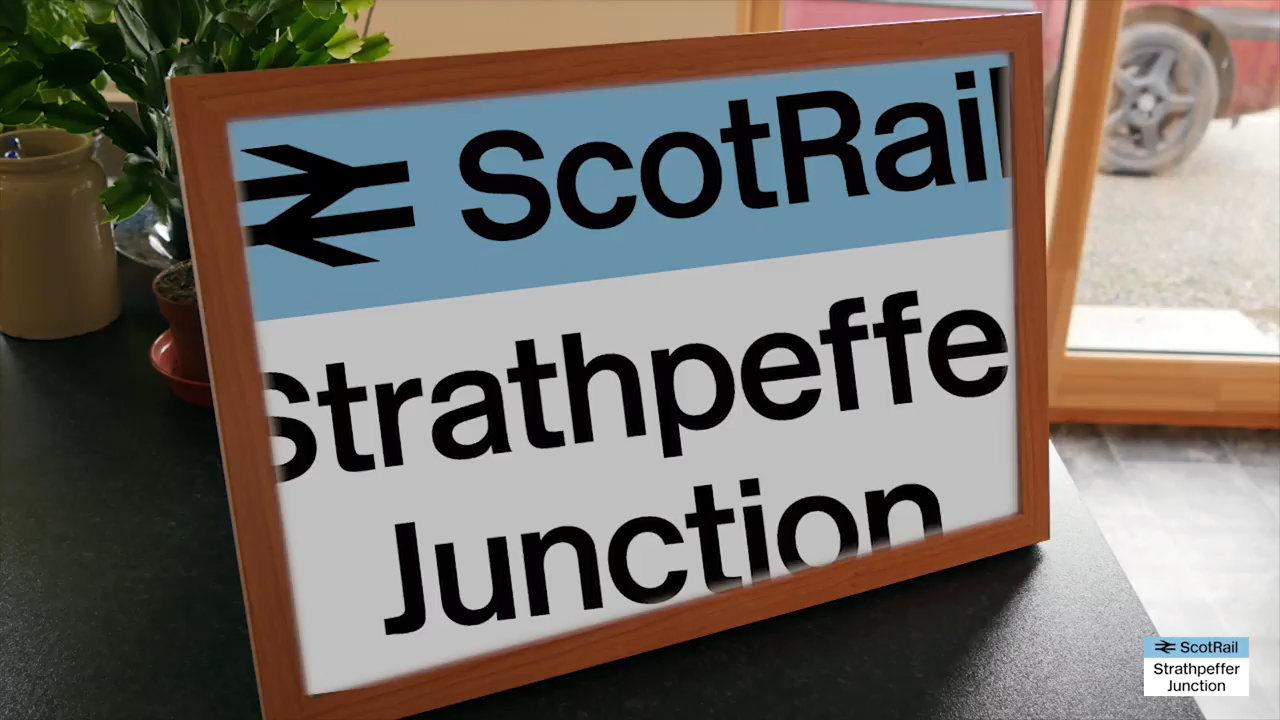 ScotRail
Strathpeffe
Junction
ScotRail
Strathpeffer
Junction